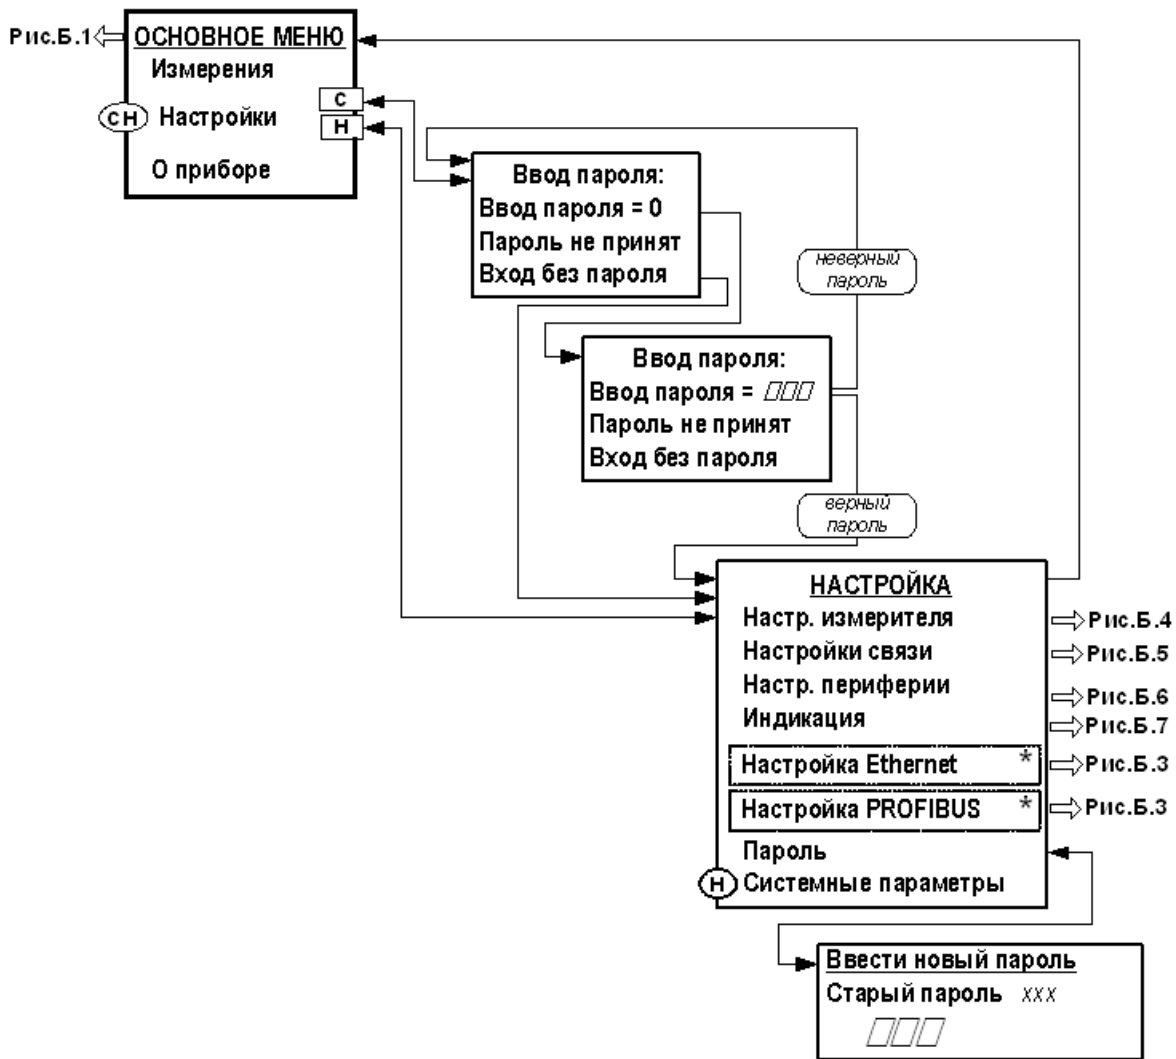 Рис.Б.1
ОСНОВНОЕ МЕНЮ
Измерения
СН
Настройки
С
Н
О приборе
Ввод пароля:
Ввод пароля = 0
Пароль не принят
Вход без пароля
неверный
пароль
Ввод пароля:
Ввод пароля =
Пароль не принят
Вход без пароля
верный
пароль
НАСТРОЙКА
Настр. измерителя
Рис.Б.4
Настройки связи
Рис.Б.5
Настр. периферии
Рис.Б.6
Индикация
Рис.Б.7
Настройка Ethernet *
Рис.Б.3
Настройка PROFIBUS *
Рис.Б.3
Пароль
Н
Системные параметры
Ввести новый пароль
Старый пароль xxx